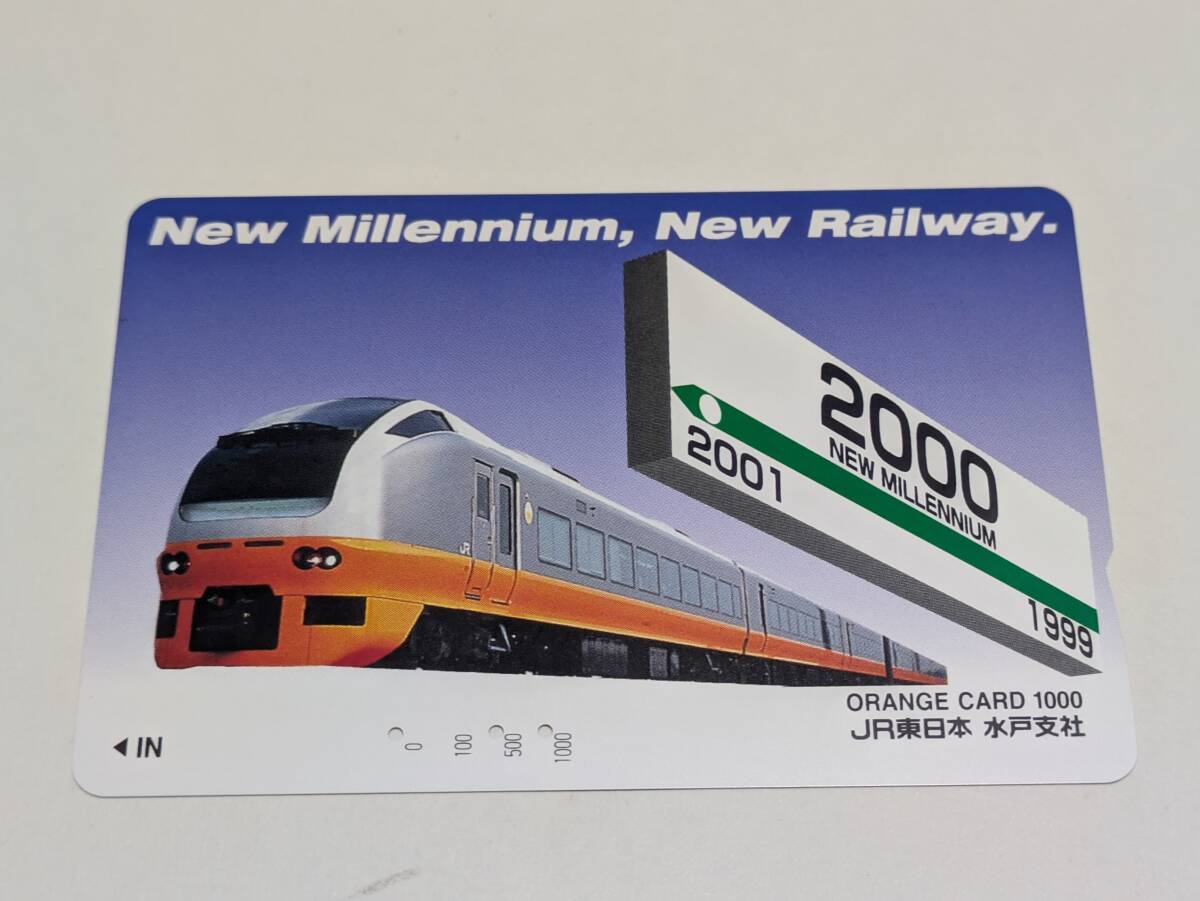 New Millennium, New Railway.
2000
NEW MILLENNIUM
2001
1999
JR
ORANGE CARD 1000
JR東日本 水戸支社
◀IN
0 100 500 1000